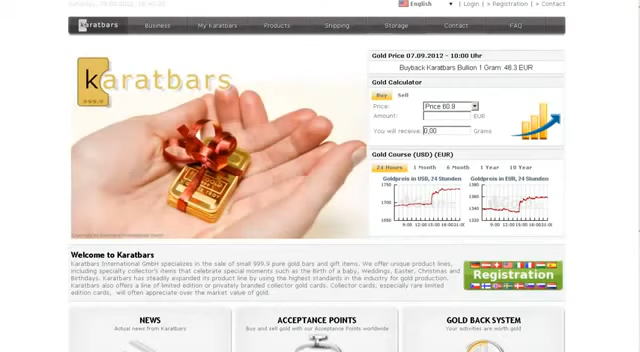 English | Login | > Registration | > Contact
karatbars Business My Karatbars Products Shipping Storage Contact FAQ
karatbars
999.9
Gold Price 07.09.2012 - 10:00 Uhr
Buyback Karatbars Bullion 1 Gram: 46.3 EUR
Gold Calculator
Buy Sell
Price: Price 60.9
Amount: EUR
You will receive: 0,00 Grams
Gold Course (USD) (EUR)
24 Hours 1 Month 6 Month 1 Year 10 Year
Goldpreis in USD, 24 Stunden
Goldpreis in EUR, 24 Stunden
Welcome to Karatbars
Karatbars International GmbH specializes in the sale of small 999.9 pure gold bars and gift items. We offer unique product lines,
including specialty collector's items that celebrate special moments such as the Birth of a baby, Weddings, Easter, Christmas and
Birthdays. Karatbars has steadily expanded its product line by using the highest standards in the industry for gold production.
Karatbars also offers a line of limited edition or privately branded collector gold cards. Collector cards, especially rare limited
edition cards, will often appreciate over the market value of gold.
Registration
NEWS
Actual news from Karatbars
ACCEPTANCE POINTS
Buy and sell gold with our Acceptance Points worldwide
GOLD BACK SYSTEM
Your activities are worth gold